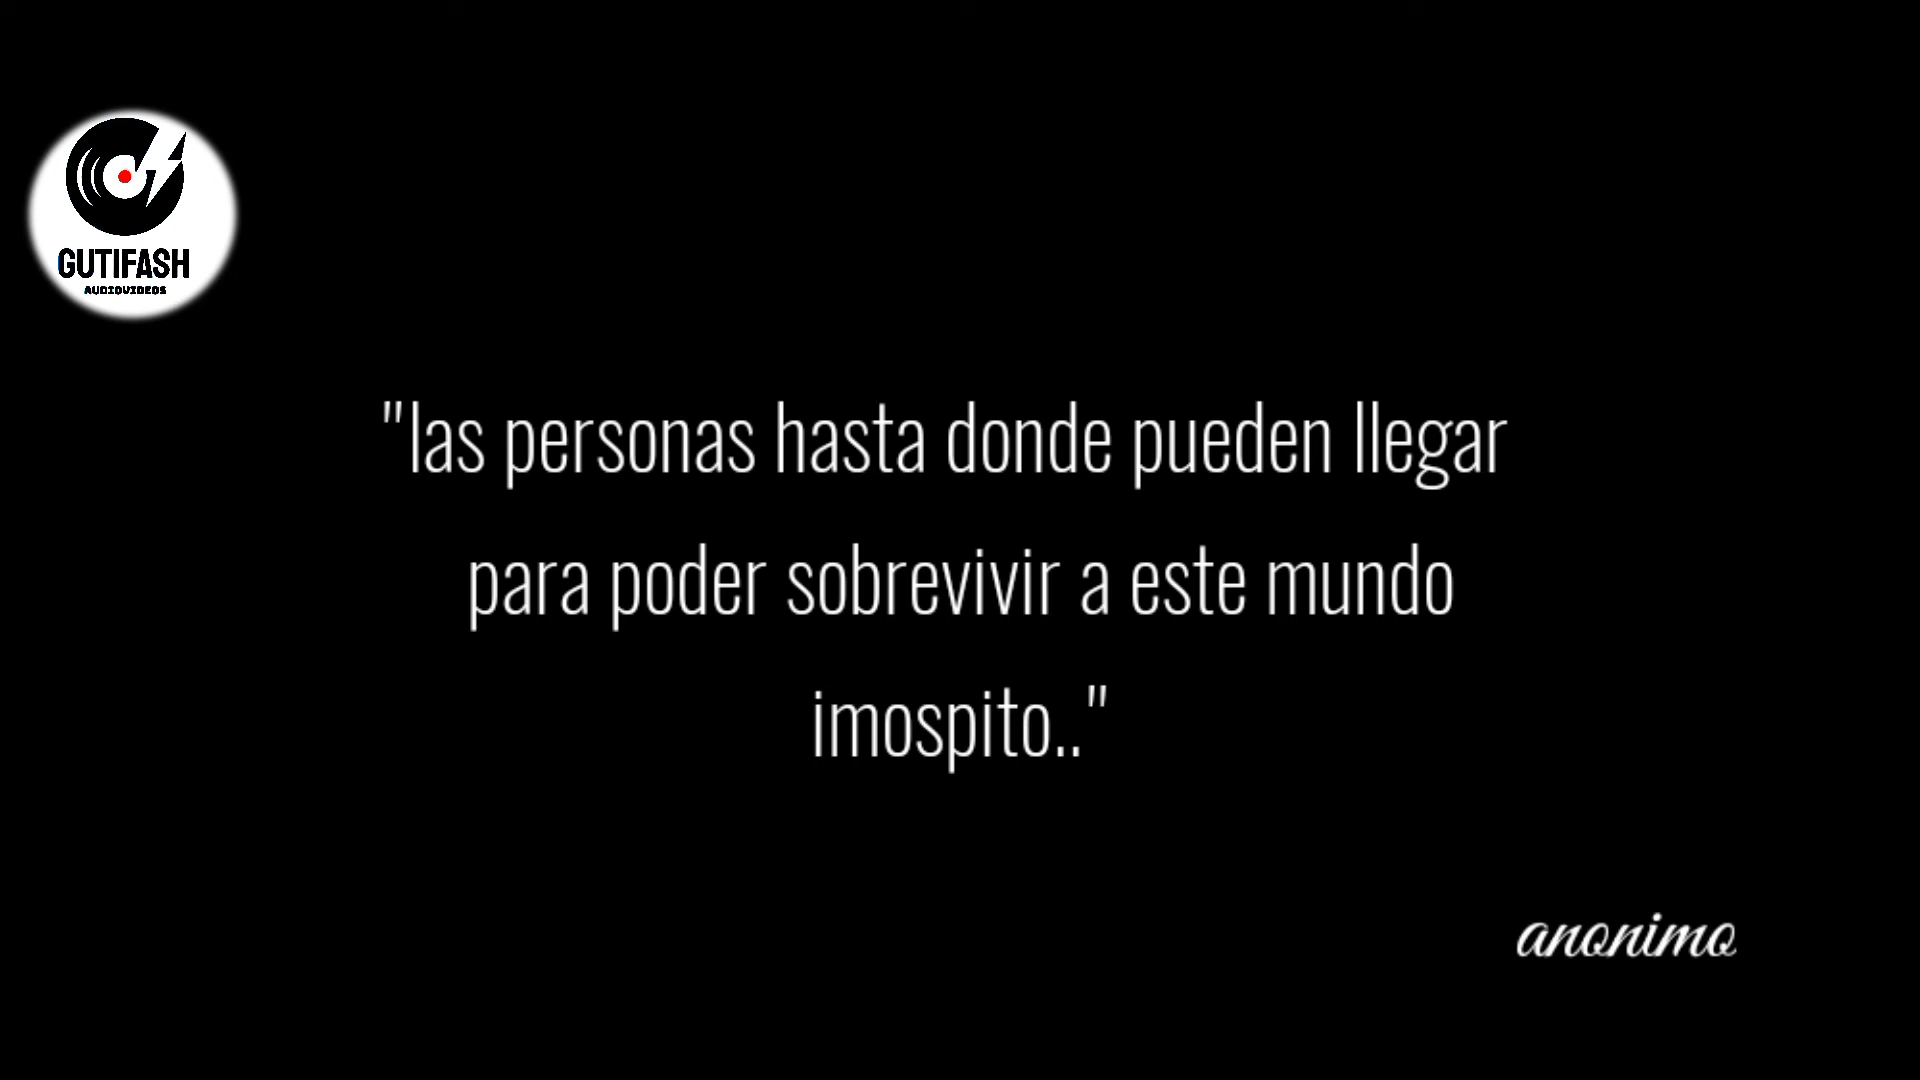 GUTIFASH
AUDIOVIDEOS
"las personas hasta donde pueden llegar
para poder sobrevivir a este mundo
imospito.."
anonimo